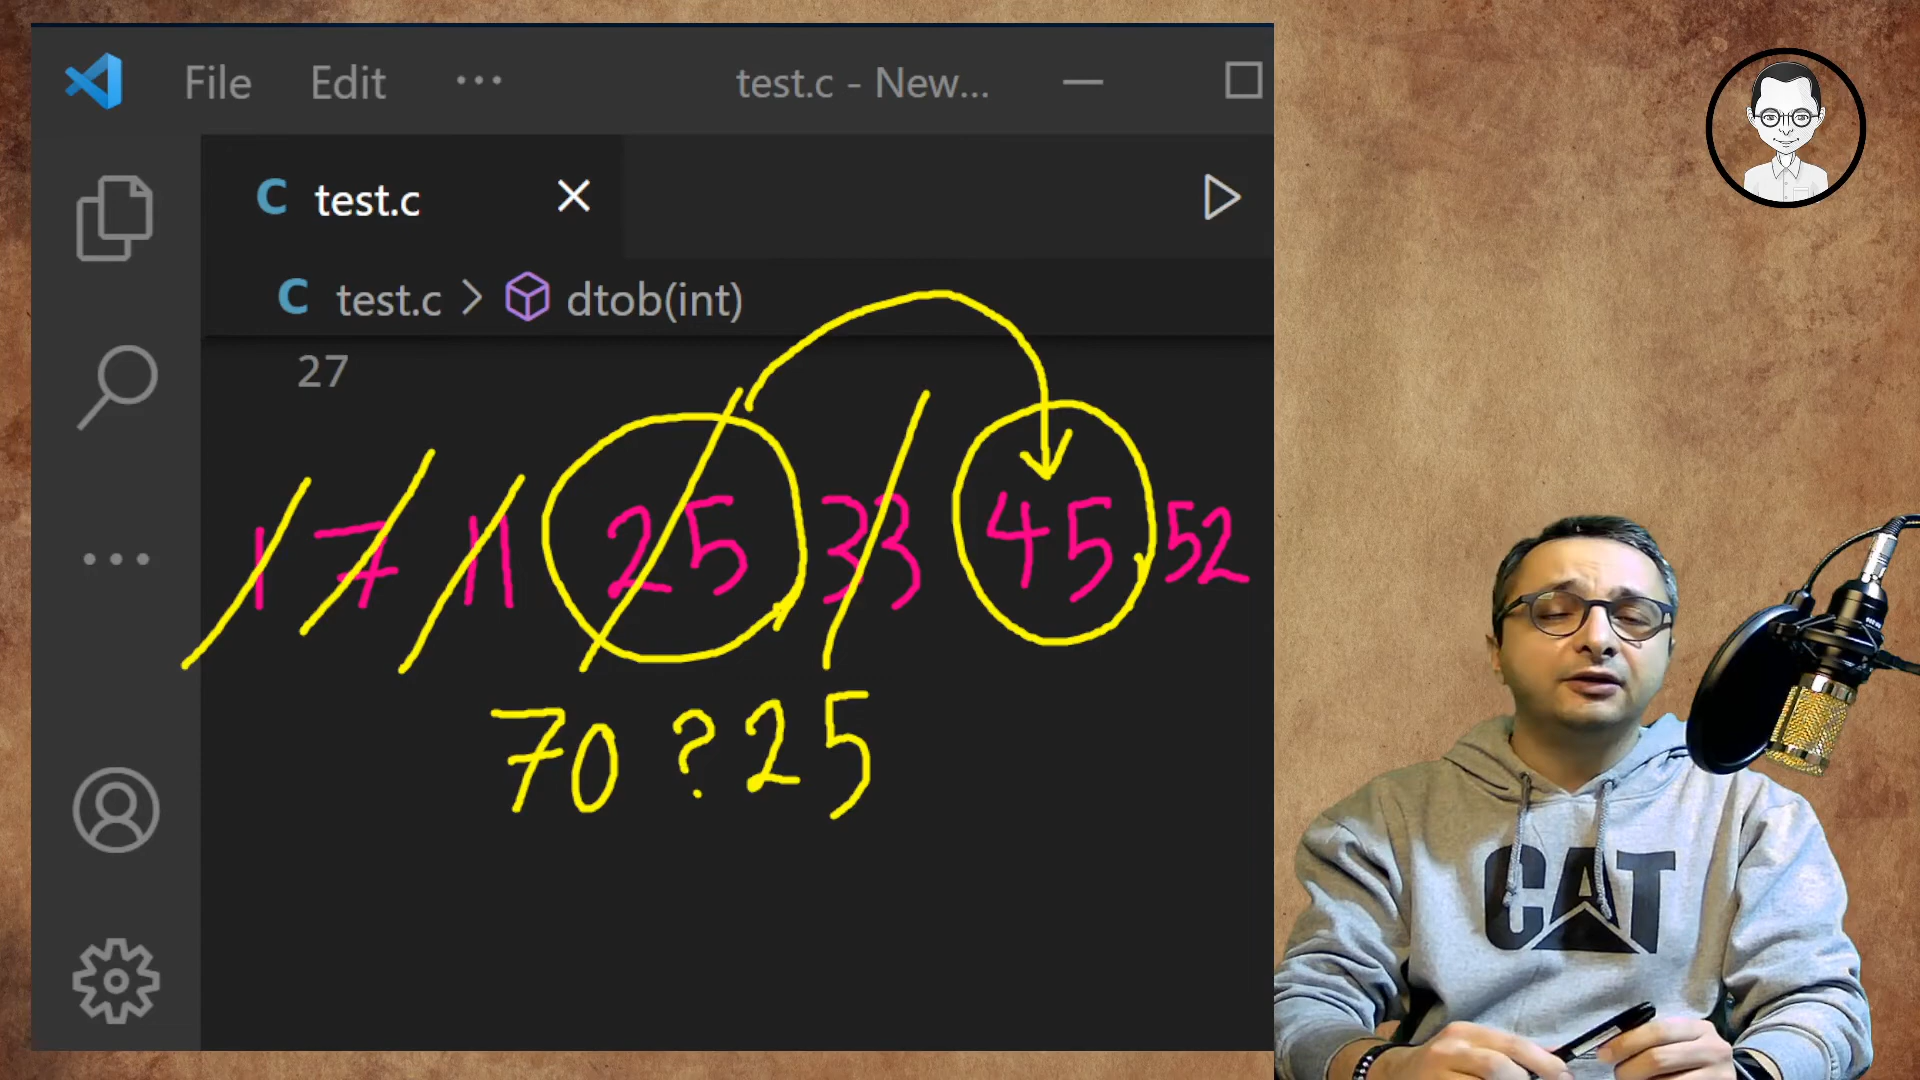 File Edit ... test.c - New...
C test.c
C test.c > dtob(int)
27
1 7 11 25 33 45 52
70 ? 25
CAT